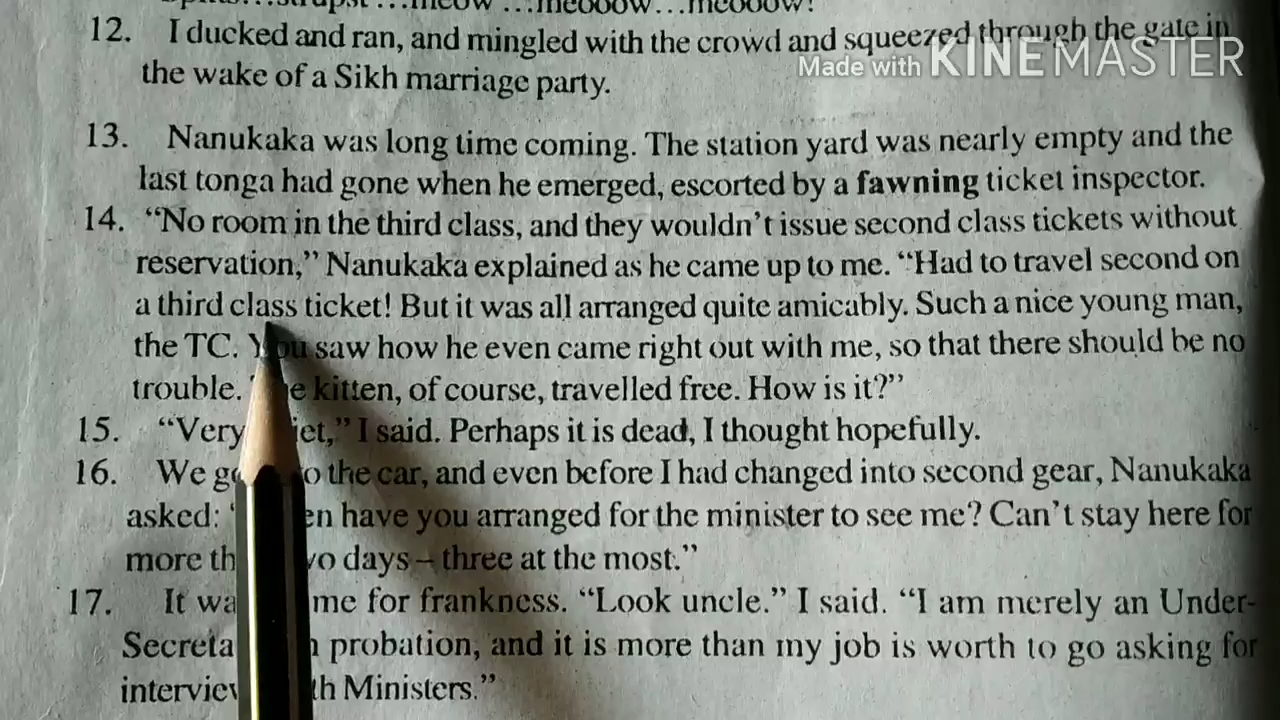 ...meow ...meooow...meooow!
12. I ducked and ran, and mingled with the crowd and squeezed through the gate in
Made with KINEMASTER
the wake of a Sikh marriage party.
13. Nanukaka was long time coming. The station yard was nearly empty and the
last tonga had gone when he emerged, escorted by a fawning ticket inspector.
14. “No room in the third class, and they wouldn’t issue second class tickets without
reservation,” Nanukaka explained as he came up to me. “Had to travel second on
a third class ticket! But it was all arranged quite amicably. Such a nice young man,
the TC. You saw how he even came right out with me, so that there should be no
trouble. kitten, of course, travelled free. How is it?”
15. “Very I said. Perhaps it is dead, I thought hopefully.
16. We the car, and even before I had changed into second gear, Nanukaka
asked: have you arranged for the minister to see me? Can’t stay here for
more days – three at the most.”
17. It me for frankness. “Look uncle.” I said. “I am merely an Under-
probation, and it is more than my job is worth to go asking for
Ministers.”